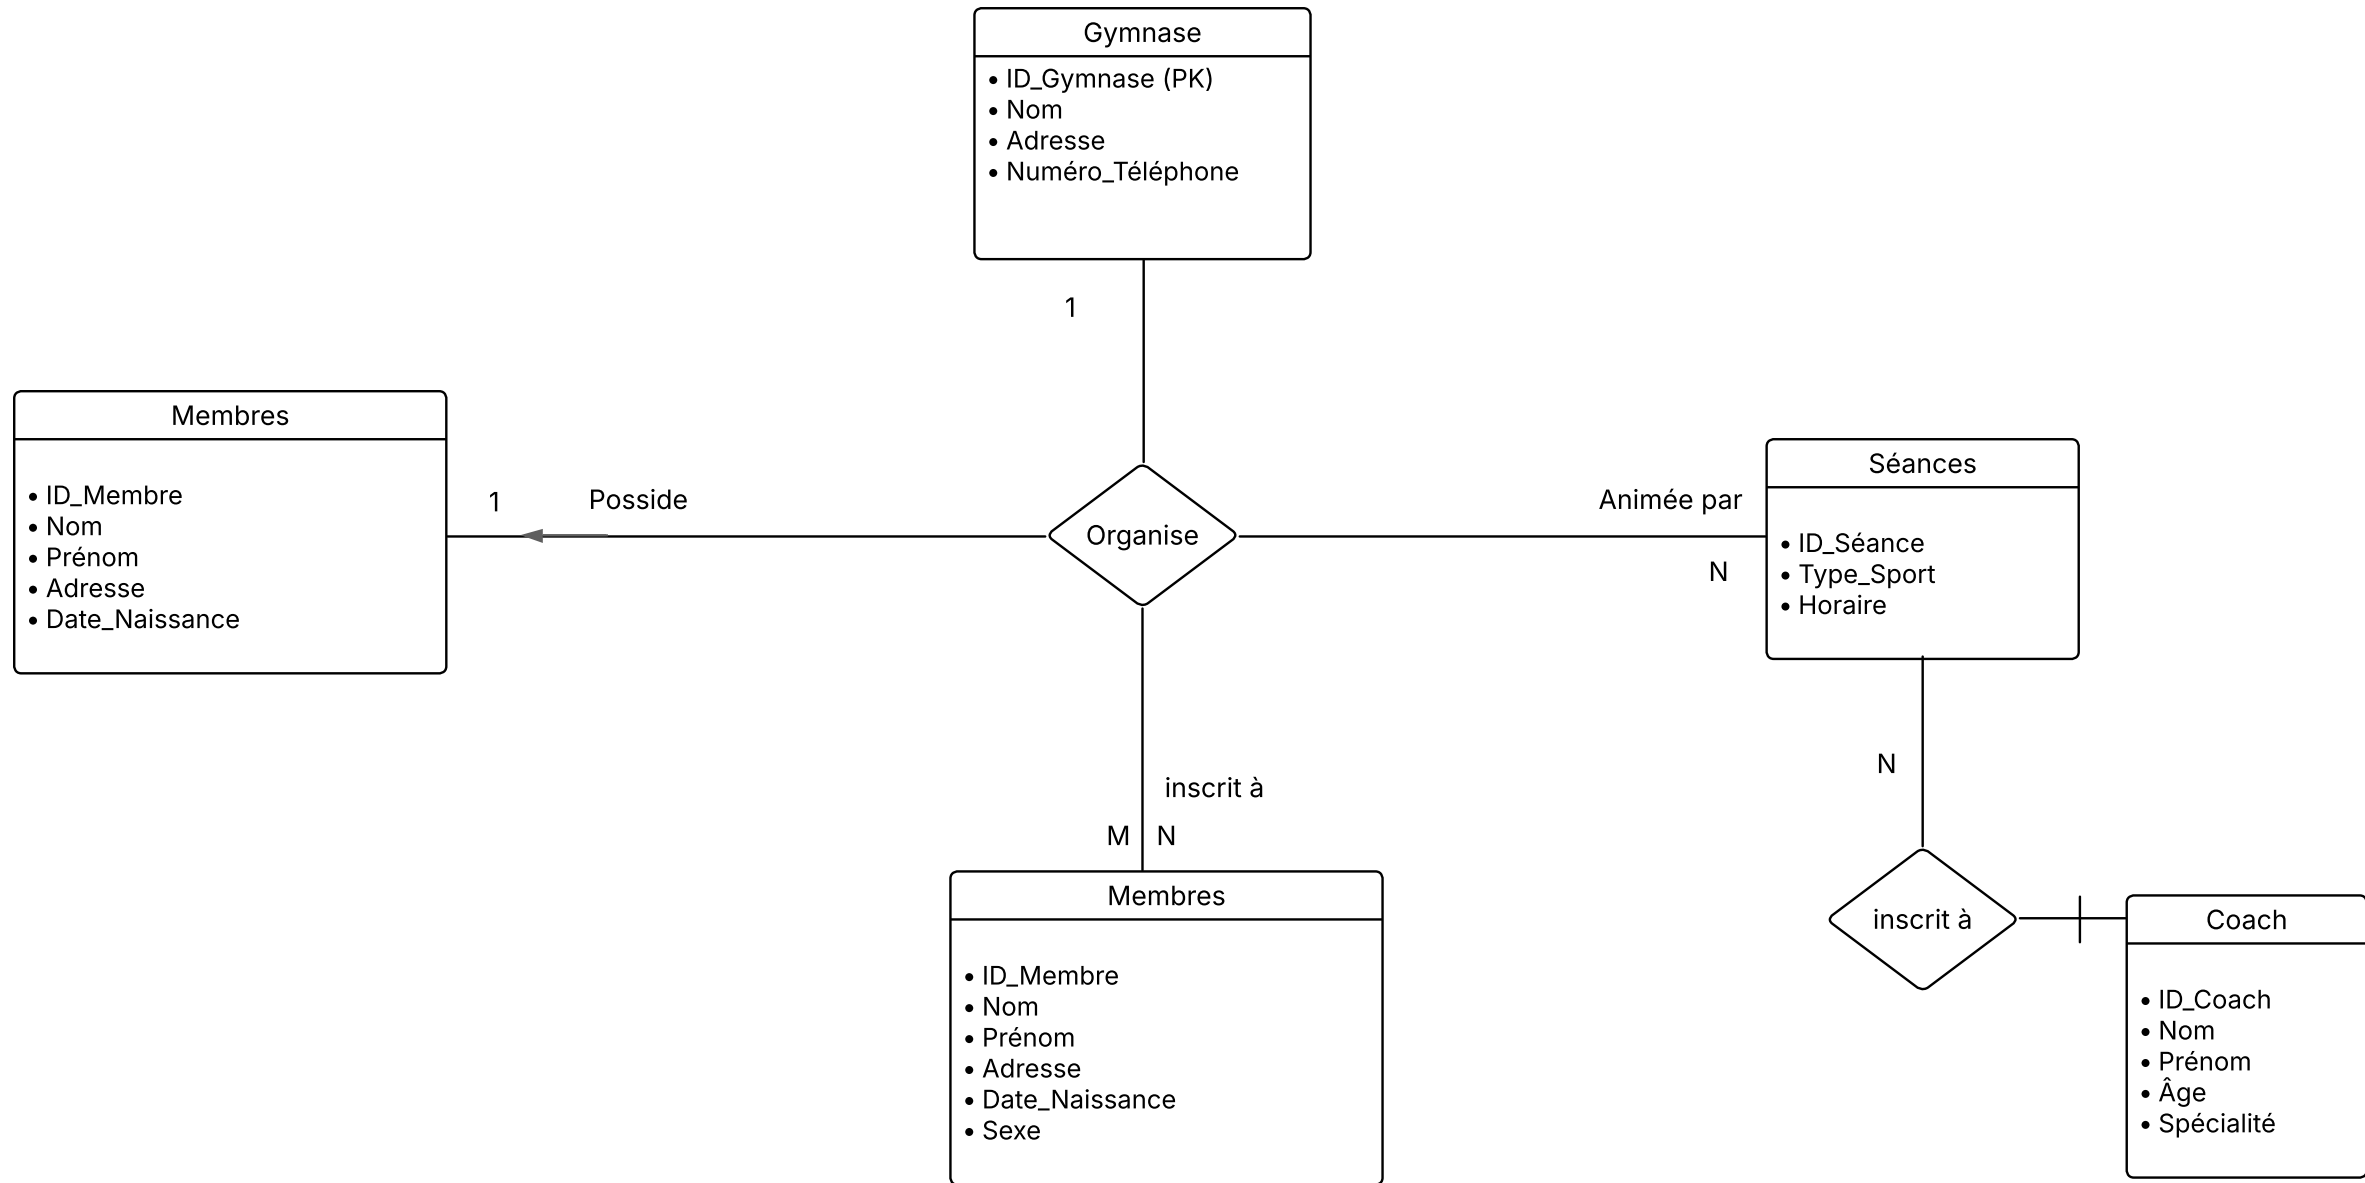 Gymnase
• ID_Gymnase (PK)
• Nom
• Adresse
• Numéro_Téléphone
1
Membres
• ID_Membre
• Nom
• Prénom
• Adresse
• Date_Naissance
1
Posside
Organise
Animée par
N
Séances
• ID_Séance
• Type_Sport
• Horaire
inscrit à
M
N
Membres
• ID_Membre
• Nom
• Prénom
• Adresse
• Date_Naissance
• Sexe
N
inscrit à
Coach
• ID_Coach
• Nom
• Prénom
• Âge
• Spécialité